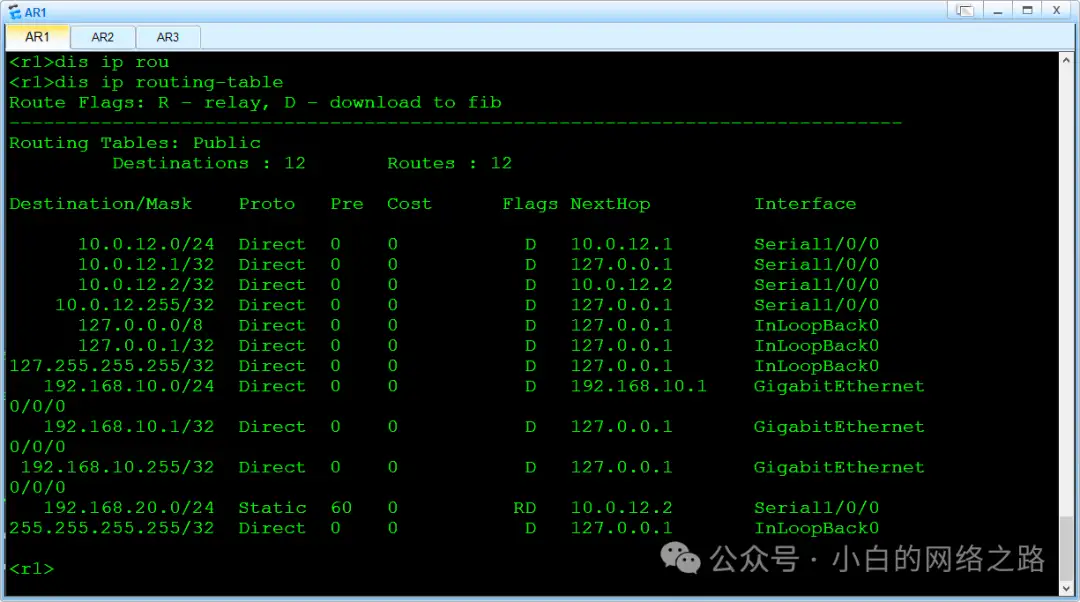 AR1
AR1 AR2 AR3
<r1>dis ip rou
<r1>dis ip routing-table
Route Flags: R - relay, D - download to fib
------------------------------------------------------------------------------
Routing Tables: Public
Destinations : 12 Routes : 12
Destination/Mask Proto Pre Cost Flags NextHop Interface
10.0.12.0/24 Direct 0 0 D 10.0.12.1 Serial1/0/0
10.0.12.1/32 Direct 0 0 D 127.0.0.1 Serial1/0/0
10.0.12.2/32 Direct 0 0 D 10.0.12.2 Serial1/0/0
10.0.12.255/32 Direct 0 0 D 127.0.0.1 Serial1/0/0
127.0.0.0/8 Direct 0 0 D 127.0.0.1 InLoopBack0
127.0.0.1/32 Direct 0 0 D 127.0.0.1 InLoopBack0
127.255.255.255/32 Direct 0 0 D 127.0.0.1 InLoopBack0
192.168.10.0/24 Direct 0 0 D 192.168.10.1 GigabitEthernet
0/0/0
192.168.10.1/32 Direct 0 0 D 127.0.0.1 GigabitEthernet
0/0/0
192.168.10.255/32 Direct 0 0 D 127.0.0.1 GigabitEthernet
0/0/0
192.168.20.0/24 Static 60 0 RD 10.0.12.2 Serial1/0/0
255.255.255.255/32 Direct 0 0 D 127.0.0.1 InLoopBack0
<r1>
公众号 · 小白的网络之路